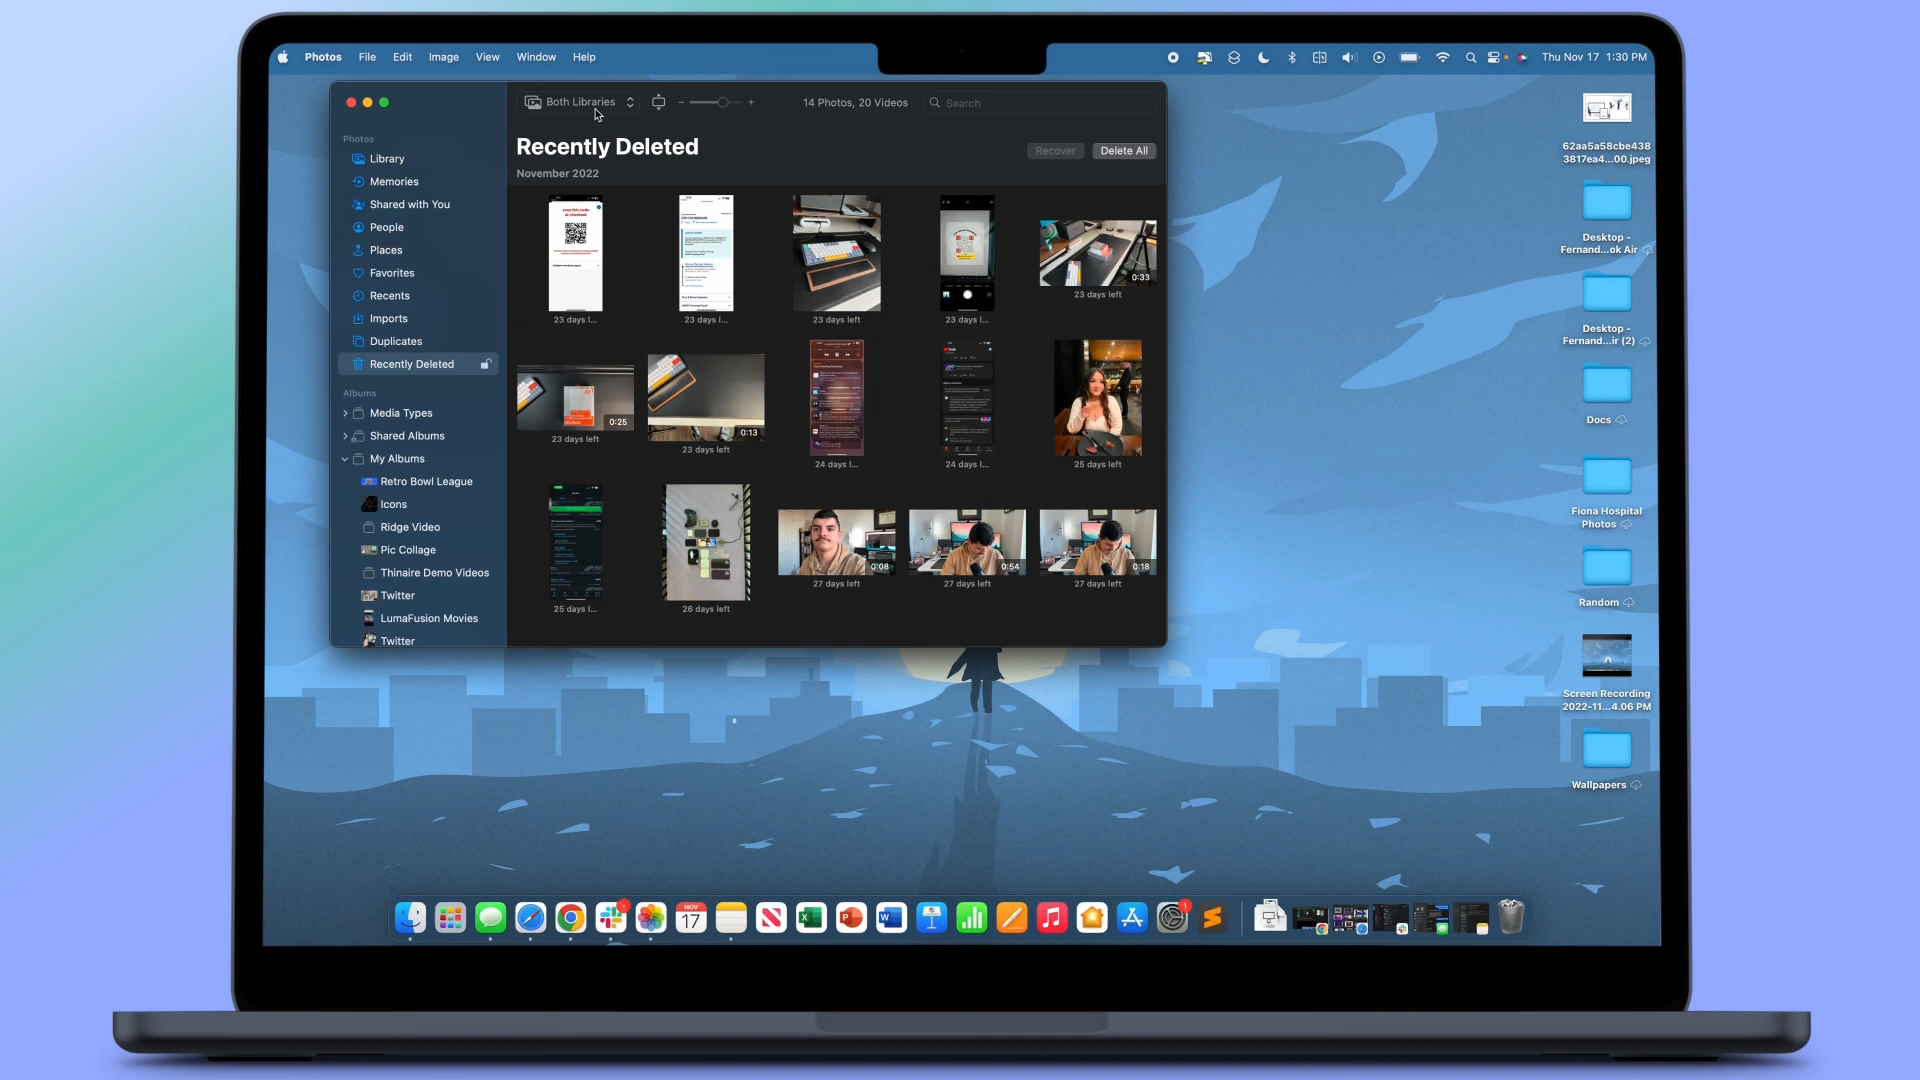 Photos File Edit Image View Window Help
Thu Nov 17 1:30 PM
Both Libraries
14 Photos, 20 Videos
Search
Recently Deleted
November 2022
Recover
Delete All
Photos
Library
Memories
Shared with You
People
Places
Favorites
Recents
Imports
Duplicates
Recently Deleted
Albums
Media Types
Shared Albums
My Albums
Retro Bowl League
Icons
Ridge Video
Pic Collage
Thinaire Demo Videos
Twitter
LumaFusion Movies
Twitter
scan this code
at checkout
0:33
23 days l...
23 days l...
23 days left
23 days l...
23 days left
0:25
0:13
23 days left
23 days left
24 days l...
24 days l...
25 days left
0:08
0:54
0:18
25 days l...
26 days left
27 days left
27 days left
27 days left
62aa5a58cbe438
3817ea4...00.jpeg
Desktop -
Fernand...ok Air
Desktop -
Fernand...ir (2)
Docs
Fiona Hospital
Photos
Random
Screen Recording
2022-11...4.06 PM
Wallpapers
NOV
17
1